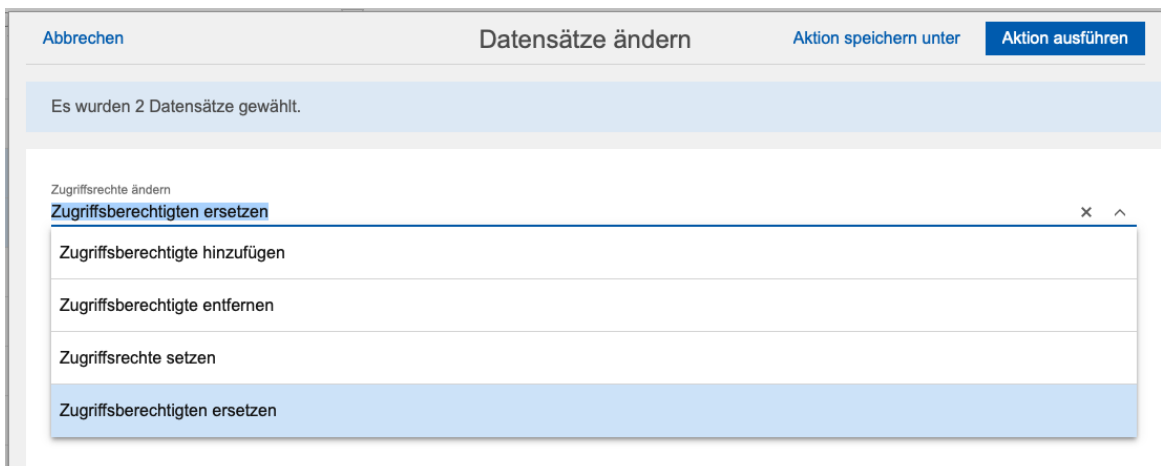 Abbrechen Datensätze ändern Aktion speichern unter Aktion ausführen
Es wurden 2 Datensätze gewählt.
Zugriffsrechte ändern
Zugriffsberechtigten ersetzen
Zugriffsberechtigte hinzufügen
Zugriffsberechtigte entfernen
Zugriffsrechte setzen
Zugriffsberechtigten ersetzen